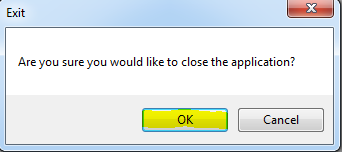 Exit
Are you sure you would like to close the application?
OK
Cancel